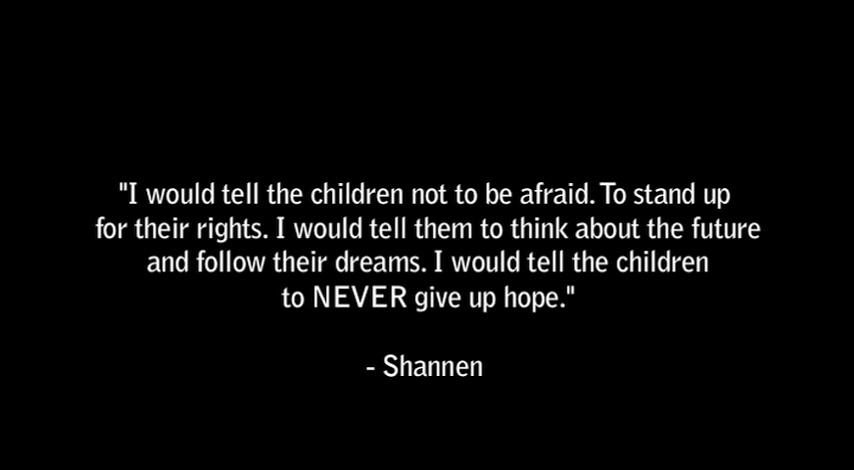 "I would tell the children not to be afraid. To stand up
for their rights. I would tell them to think about the future
and follow their dreams. I would tell the children
to NEVER give up hope."
- Shannen